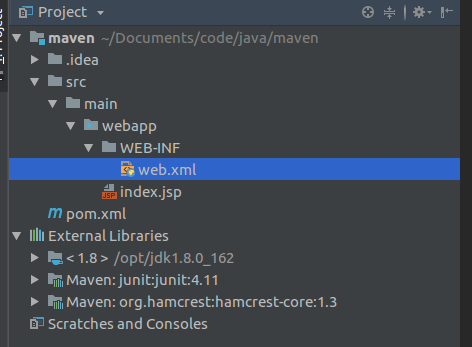 Project
maven ~/Documents/code/java/maven
.idea
src
main
webapp
WEB-INF
web.xml
JSP index.jsp
m pom.xml
External Libraries
< 1.8 > /opt/jdk1.8.0_162
Maven: junit:junit:4.11
Maven: org.hamcrest:hamcrest-core:1.3
Scratches and Consoles